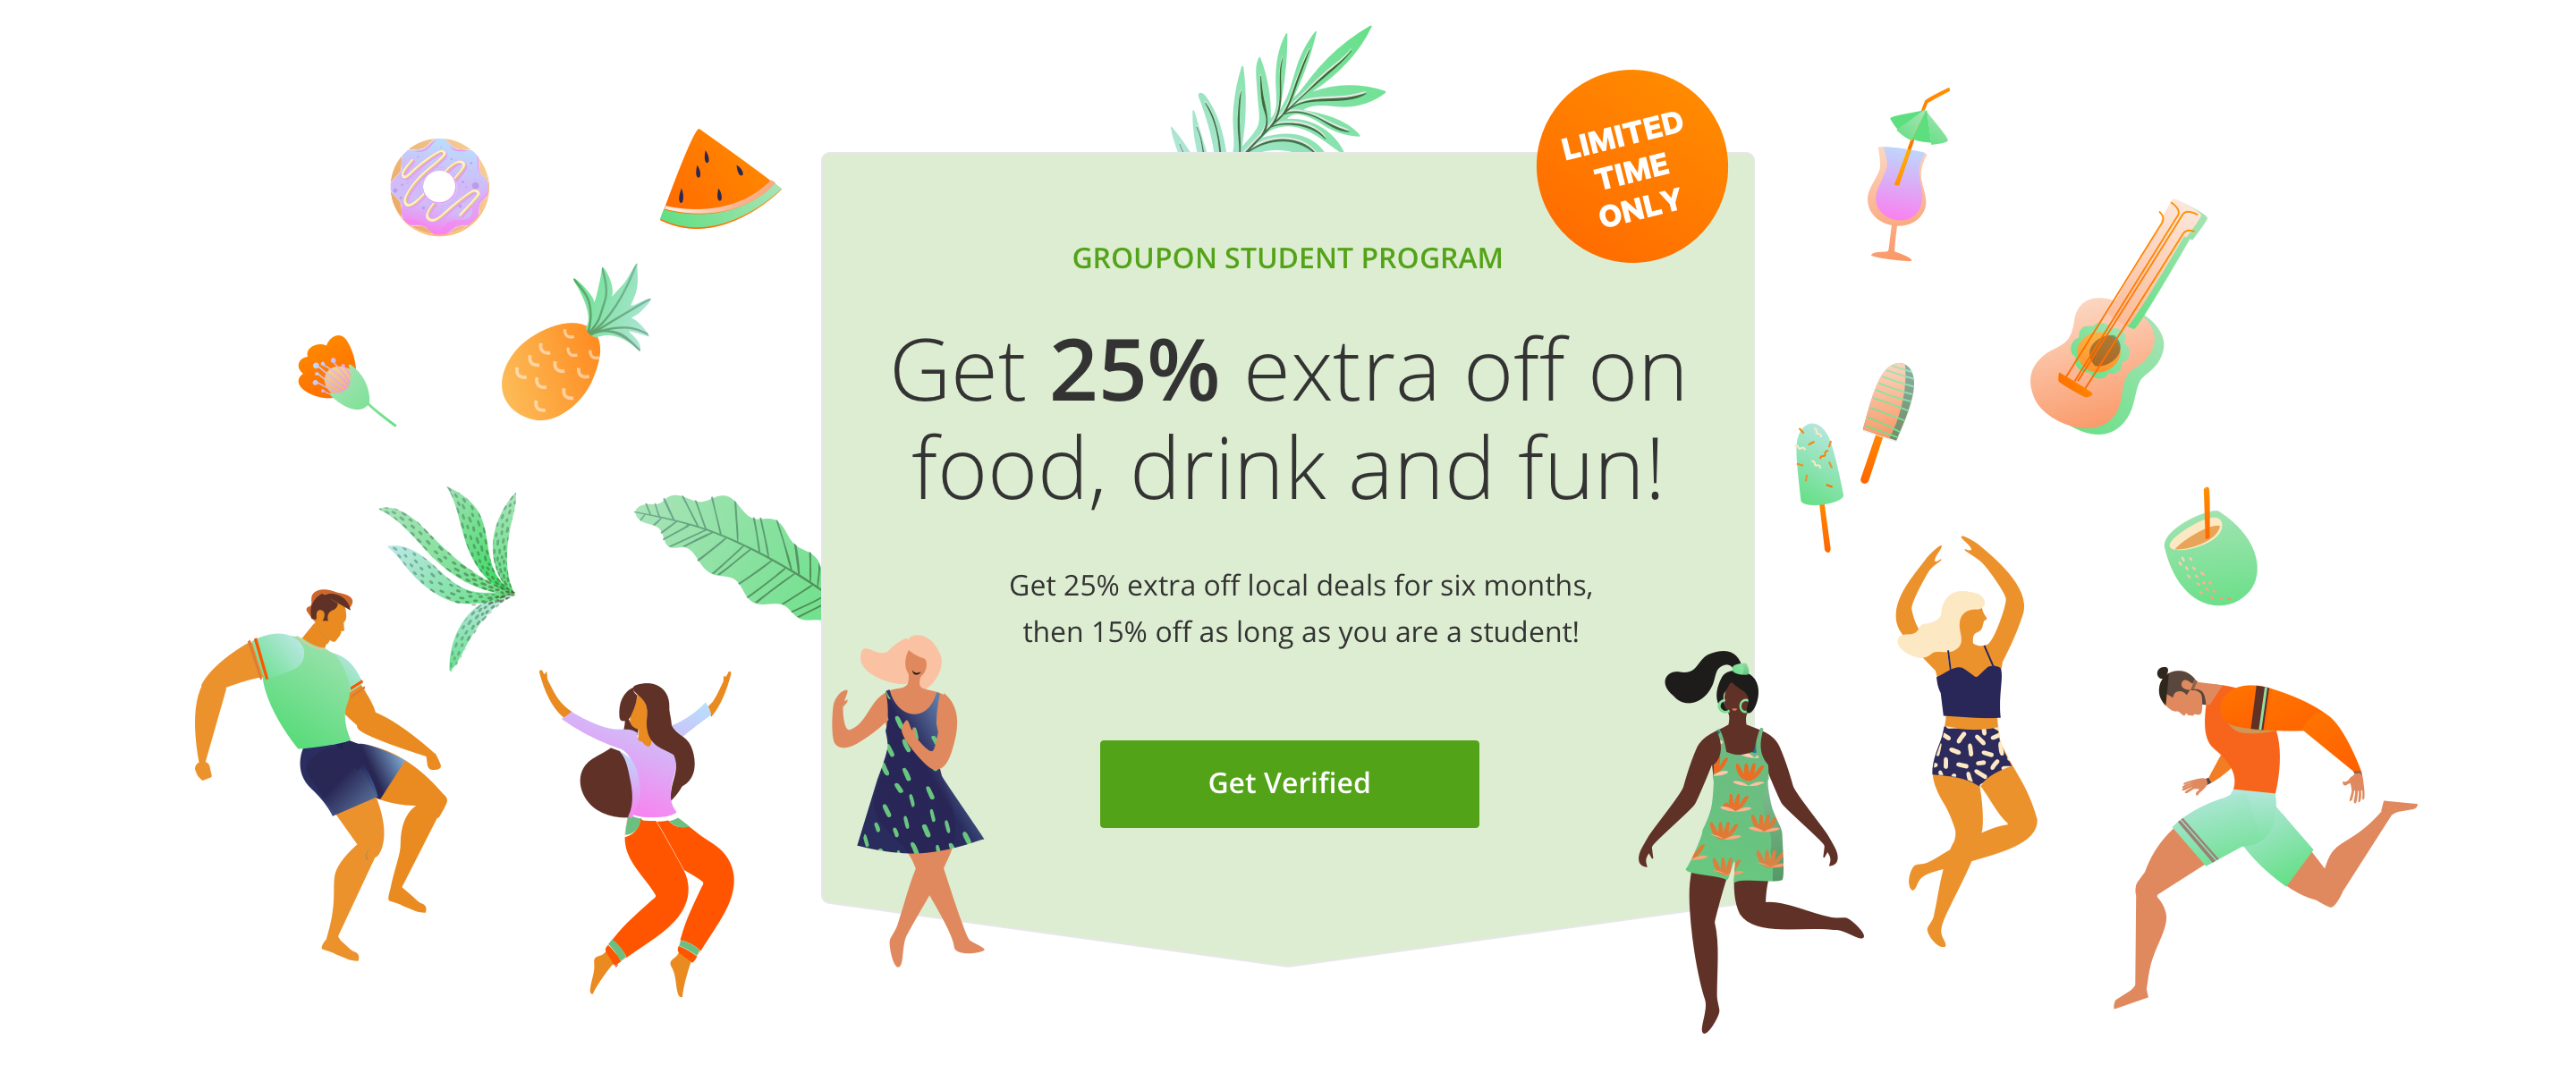 LIMITED
TIME
ONLY
GROUPON STUDENT PROGRAM
Get 25% extra off on
food, drink and fun!
Get 25% extra off local deals for six months,
then 15% off as long as you are a student!
Get Verified